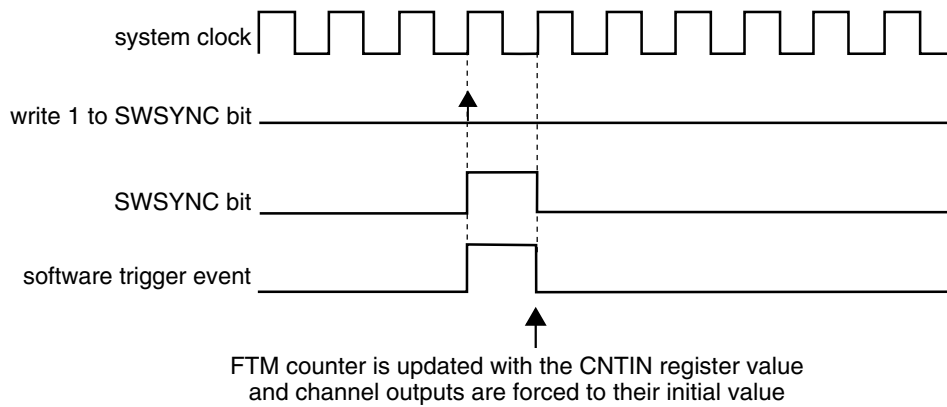 system clock
write 1 to SWSYNC bit
SWSYNC bit
software trigger event
FTM counter is updated with the CNTIN register value
and channel outputs are forced to their initial value